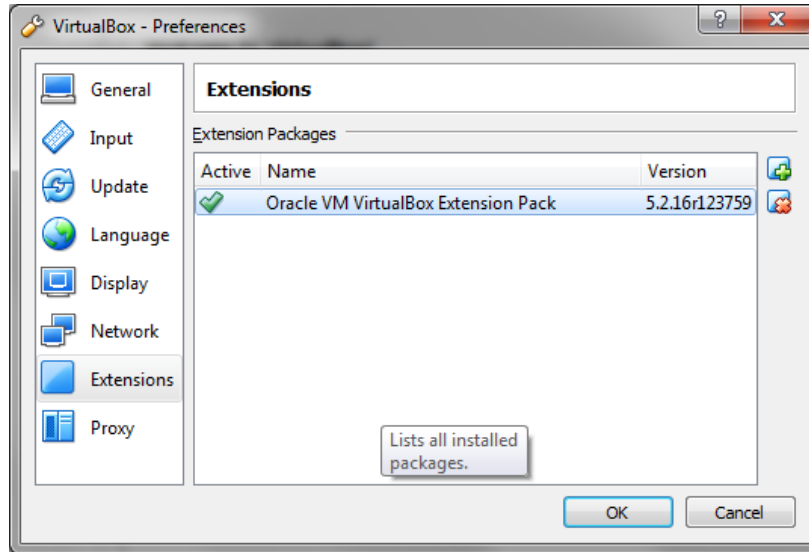 VirtualBox - Preferences
General
Input
Update
Language
Display
Network
Extensions
Proxy
Extensions
Extension Packages
Active Name Version
Oracle VM VirtualBox Extension Pack 5.2.16r123759
Lists all installed
packages.
OK Cancel